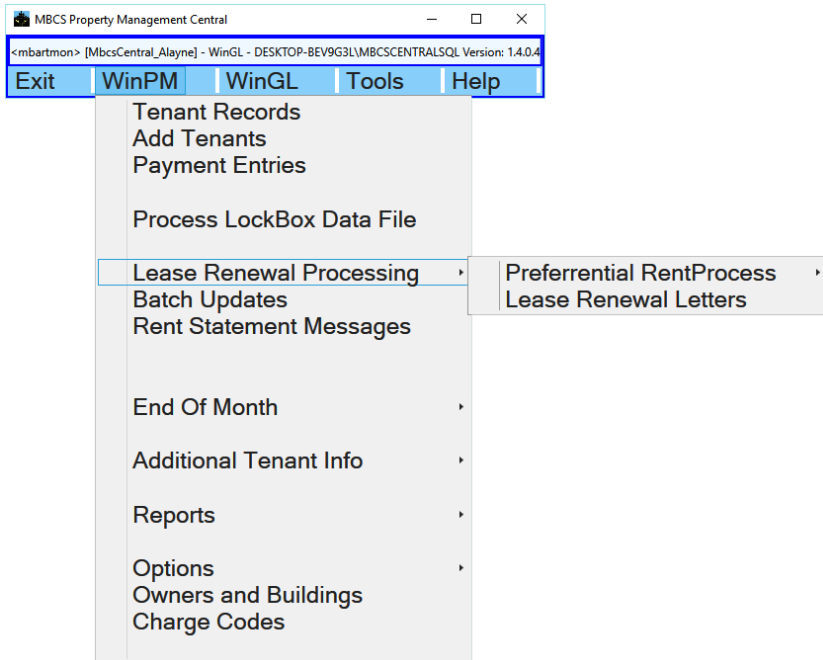 MBCS Property Management Central
<mbartmon> [MbcsCentral_Alayne] - WinGL - DESKTOP-BEV9G3L\MBCSCENTRALSQL Version: 1.4.0.4
Exit WinPM WinGL Tools Help
Tenant Records
Add Tenants
Payment Entries
Process LockBox Data File
Lease Renewal Processing
Preferrential RentProcess
Lease Renewal Letters
Batch Updates
Rent Statement Messages
End Of Month
Additional Tenant Info
Reports
Options
Owners and Buildings
Charge Codes